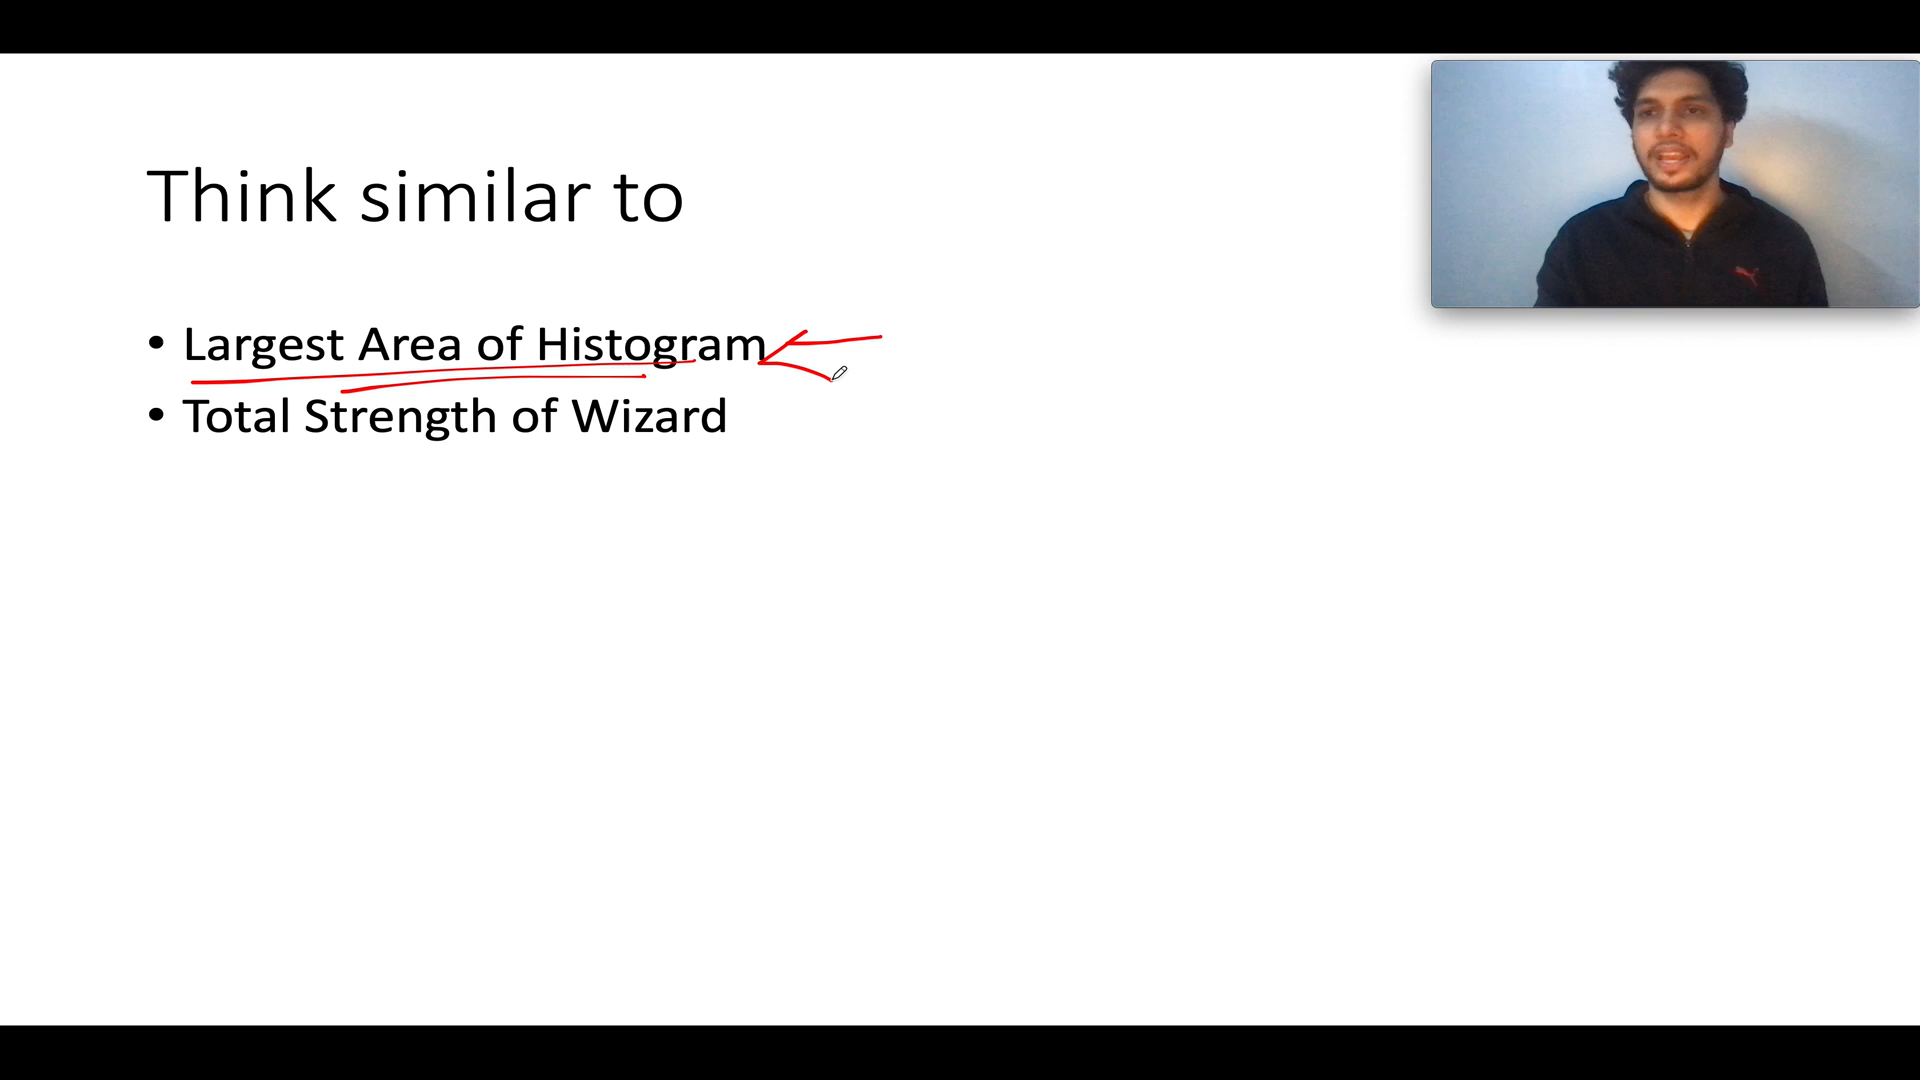 Think similar to
• Largest Area of Histogram
• Total Strength of Wizard